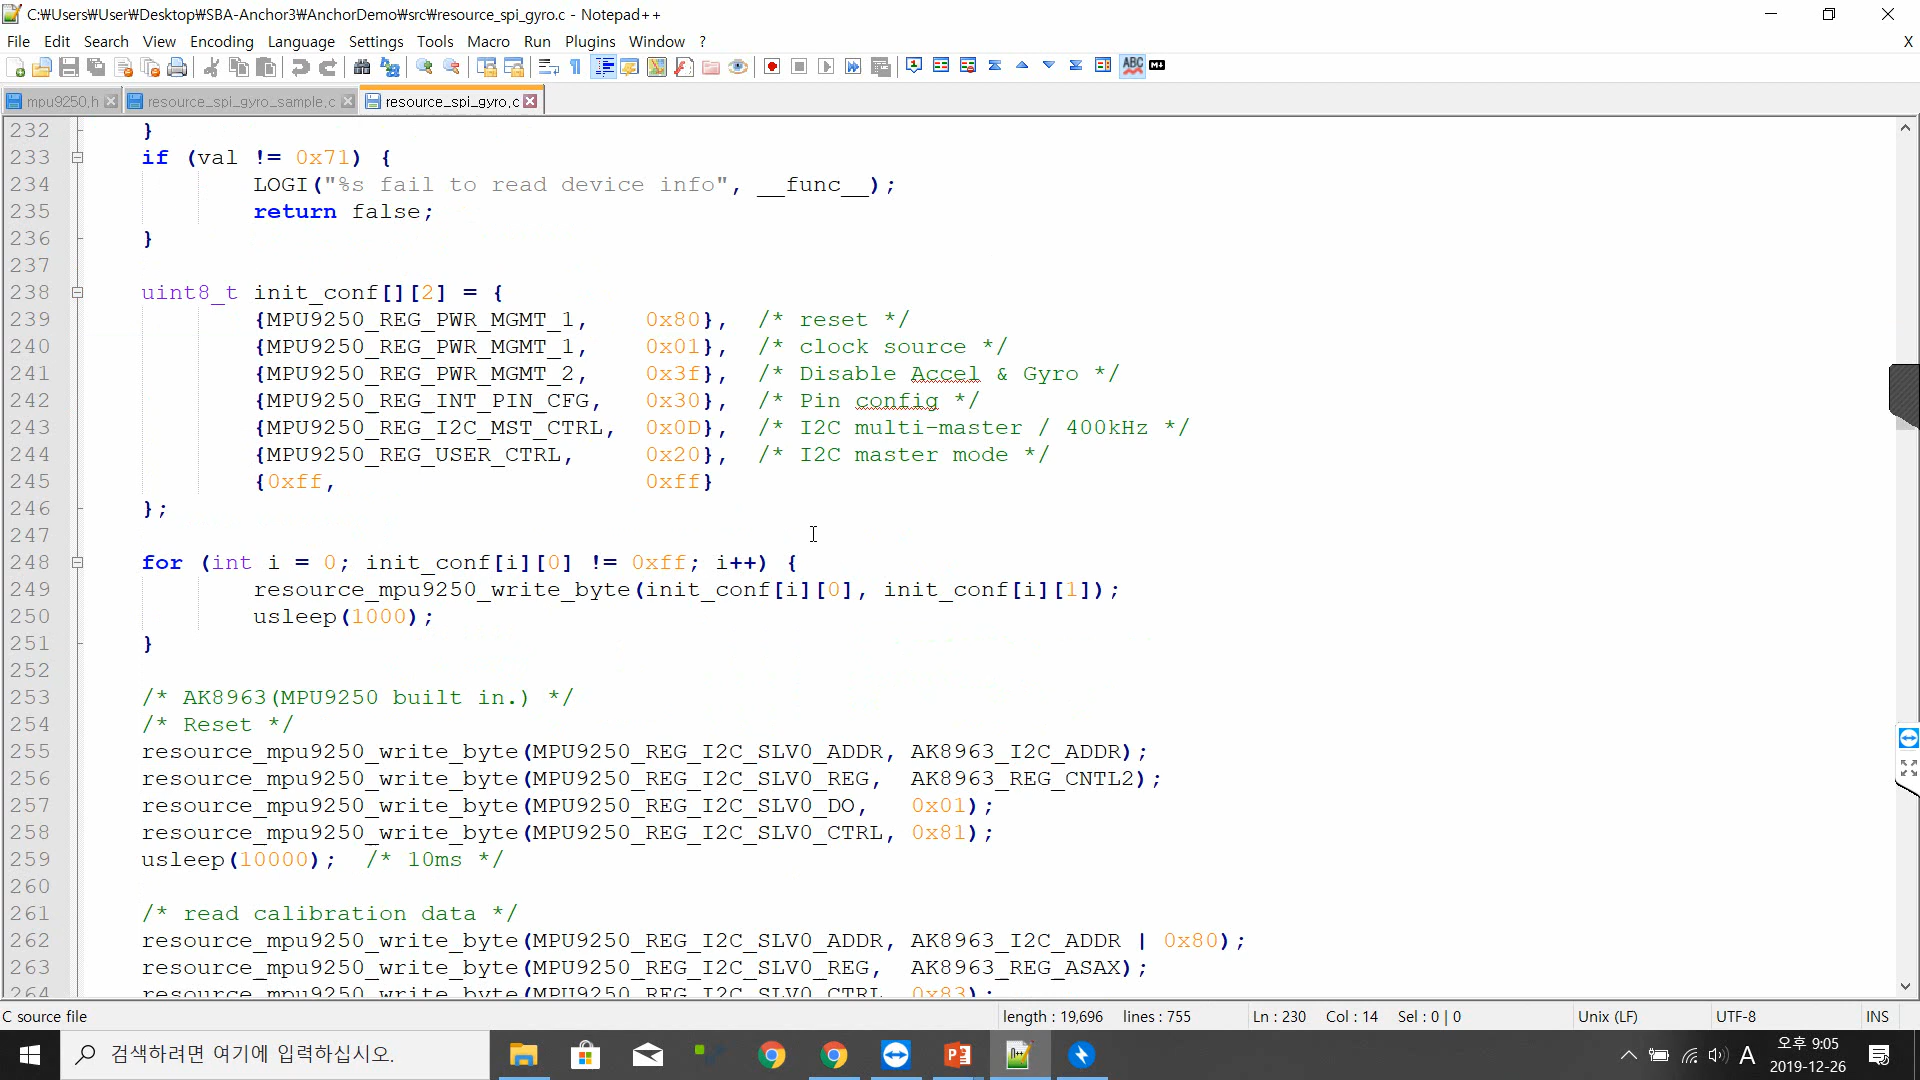 C:₩Users₩User₩Desktop₩SBA-Anchor3₩AnchorDemo₩src₩resource_spi_gyro.c - Notepad++
File Edit Search View Encoding Language Settings Tools Macro Run Plugins Window ? X
mpu9250.h resource_spi_gyro_sample.c resource_spi_gyro.c
232 }
233 if (val != 0x71) {
234 LOGI("%s fail to read device info", __func__);
235 return false;
236 }
237
238 uint8_t init_conf[][2] = {
239 {MPU9250_REG_PWR_MGMT_1, 0x80}, /* reset */
240 {MPU9250_REG_PWR_MGMT_1, 0x01}, /* clock source */
241 {MPU9250_REG_PWR_MGMT_2, 0x3f}, /* Disable Accel & Gyro */
242 {MPU9250_REG_INT_PIN_CFG, 0x30}, /* Pin config */
243 {MPU9250_REG_I2C_MST_CTRL, 0x0D}, /* I2C multi-master / 400kHz */
244 {MPU9250_REG_USER_CTRL, 0x20}, /* I2C master mode */
245 {0xff, 0xff}
246 };
247
248 for (int i = 0; init_conf[i][0] != 0xff; i++) {
249 resource_mpu9250_write_byte(init_conf[i][0], init_conf[i][1]);
250 usleep(1000);
251 }
252
253 /* AK8963(MPU9250 built in.) */
254 /* Reset */
255 resource_mpu9250_write_byte(MPU9250_REG_I2C_SLV0_ADDR, AK8963_I2C_ADDR);
256 resource_mpu9250_write_byte(MPU9250_REG_I2C_SLV0_REG, AK8963_REG_CNTL2);
257 resource_mpu9250_write_byte(MPU9250_REG_I2C_SLV0_DO, 0x01);
258 resource_mpu9250_write_byte(MPU9250_REG_I2C_SLV0_CTRL, 0x81);
259 usleep(10000); /* 10ms */
260
261 /* read calibration data */
262 resource_mpu9250_write_byte(MPU9250_REG_I2C_SLV0_ADDR, AK8963_I2C_ADDR | 0x80);
263 resource_mpu9250_write_byte(MPU9250_REG_I2C_SLV0_REG, AK8963_REG_ASAX);
264 resource_mpu9250_write_byte(MPU9250_REG_I2C_SLV0_CTRL, 0x83);
C source file length : 19,696 lines : 755 Ln : 230 Col : 14 Sel : 0 | 0 Unix (LF) UTF-8 INS
검색하려면 여기에 입력하십시오. A 오후 9:05
2019-12-26